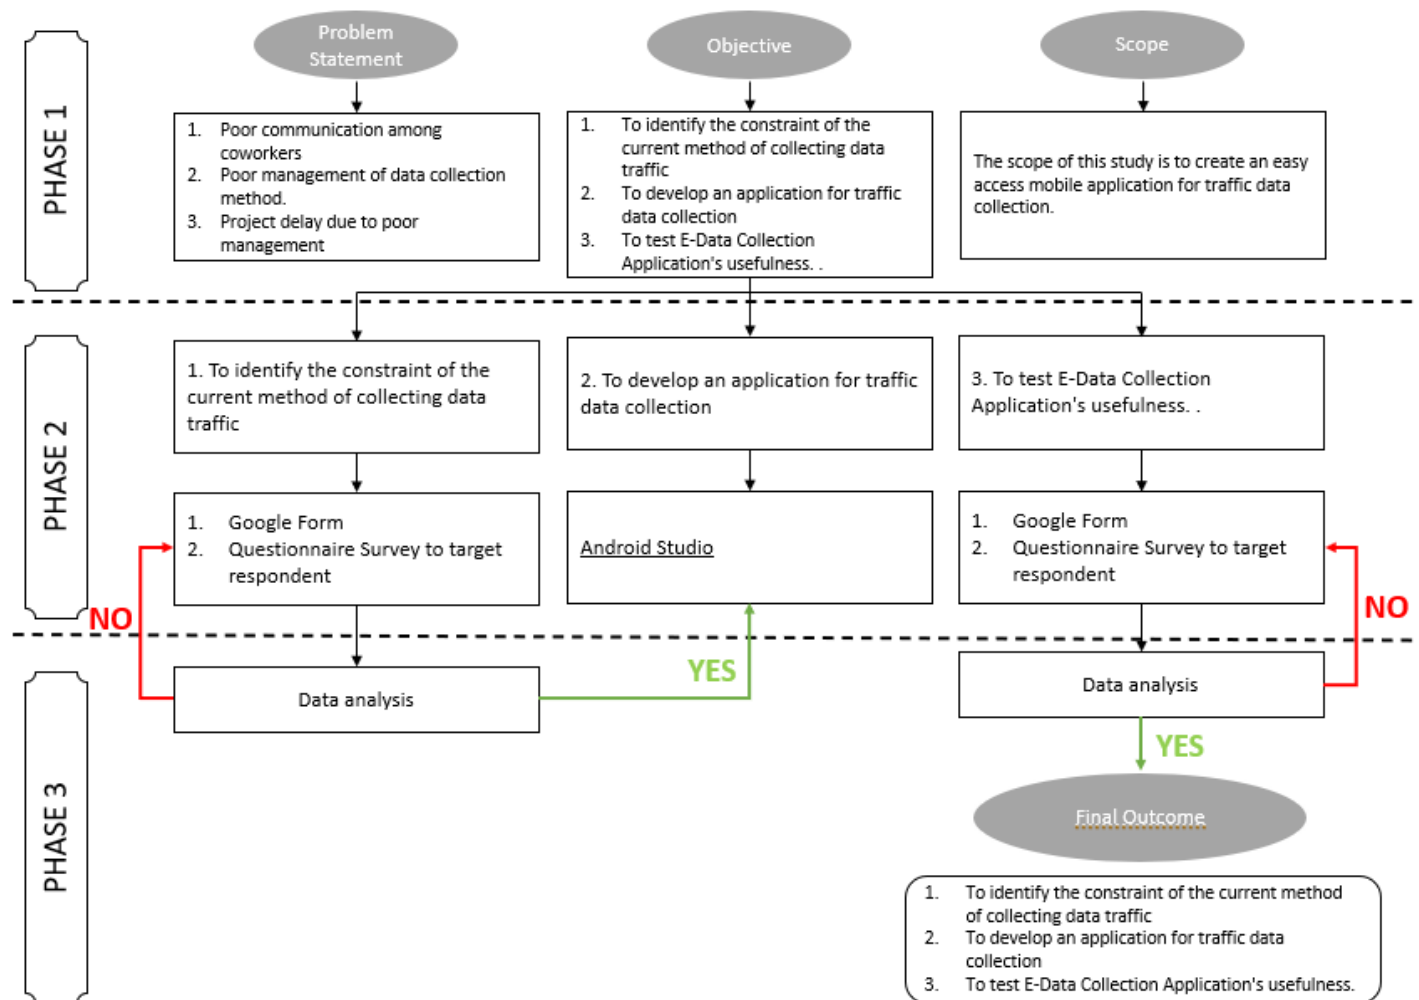 PHASE 1
Problem
Statement
Objective
Scope
1. Poor communication among
coworkers
2. Poor management of data collection
method.
3. Project delay due to poor
management
1. To identify the constraint of the
current method of collecting data
traffic
2. To develop an application for traffic
data collection
3. To test E-Data Collection
Application's usefulness. .
The scope of this study is to create an easy
access mobile application for traffic data
collection.
PHASE 2
1. To identify the constraint of the
current method of collecting data
traffic
2. To develop an application for traffic
data collection
3. To test E-Data Collection
Application's usefulness. .
1. Google Form
2. Questionnaire Survey to target
respondent
Android Studio
1. Google Form
2. Questionnaire Survey to target
respondent
NO
NO
PHASE 3
Data analysis
YES
Data analysis
YES
Final Outcome
1. To identify the constraint of the current method
of collecting data traffic
2. To develop an application for traffic data
collection
3. To test E-Data Collection Application's usefulness.